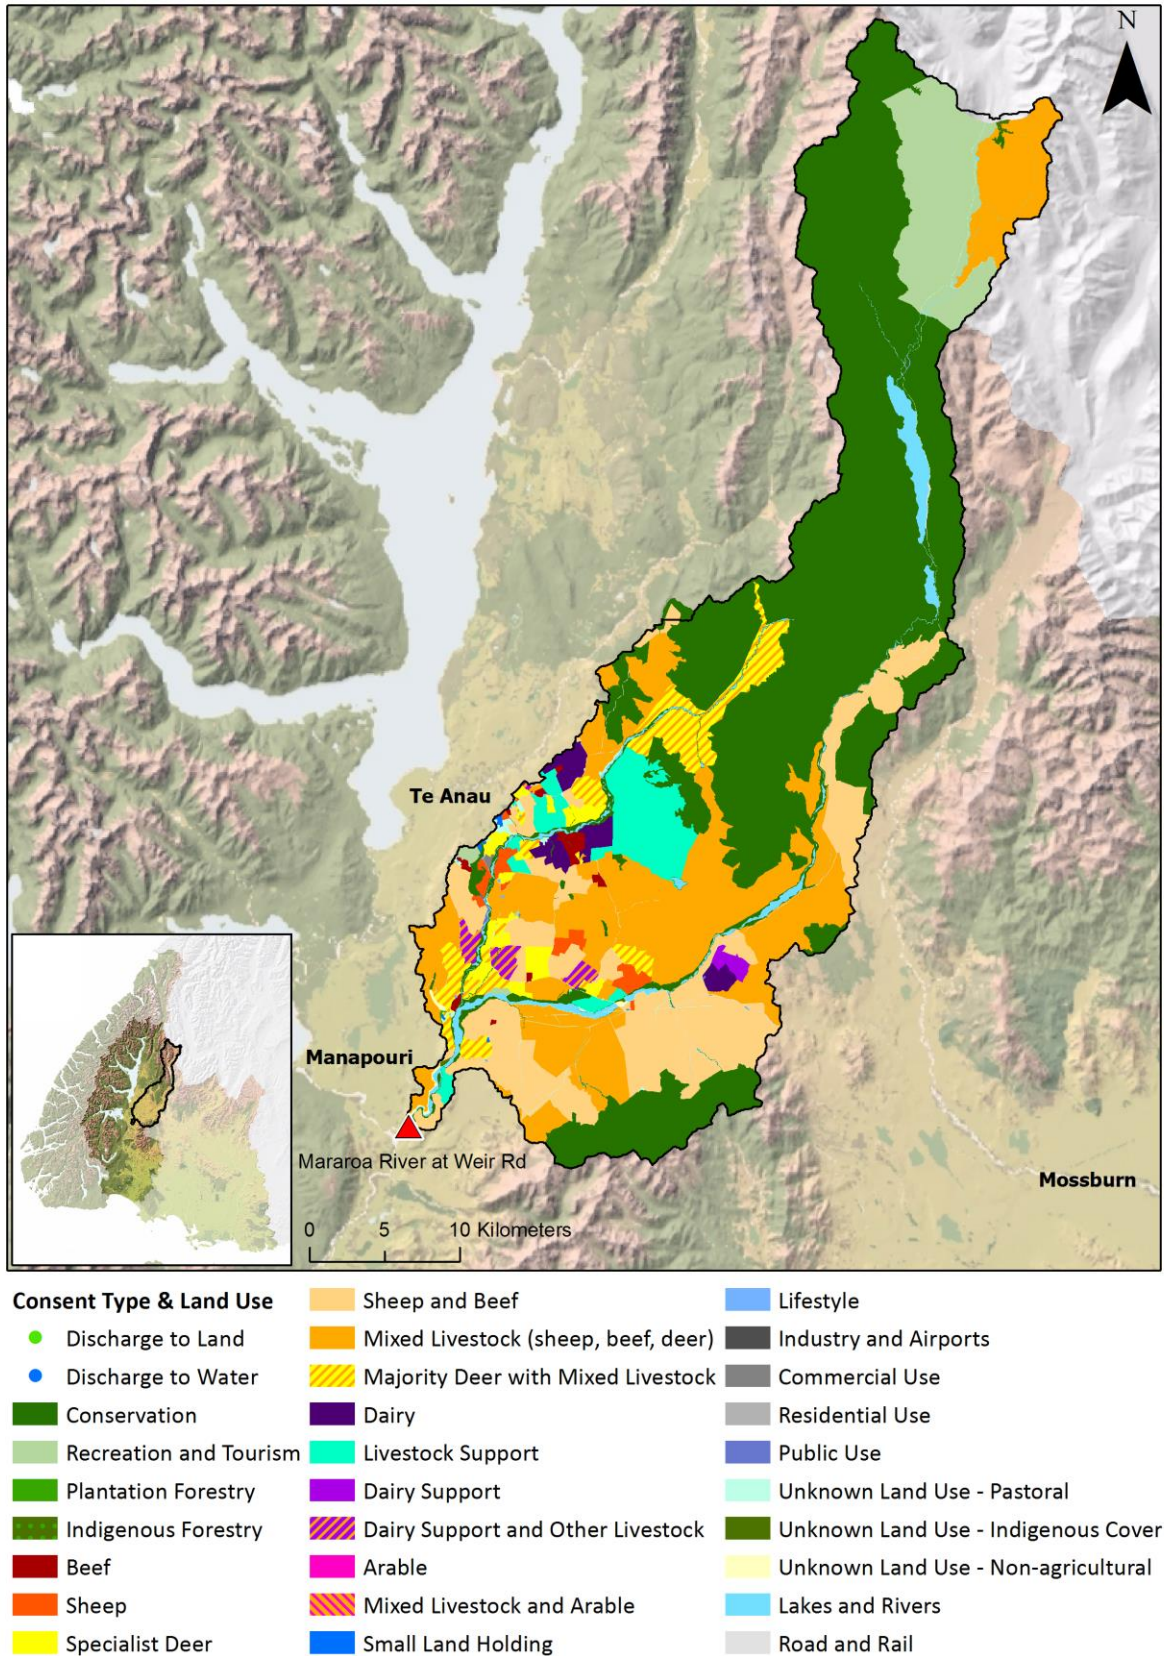 N
Te Anau
Manapouri
Mararoa River at Weir Rd
Mossburn
0 5 10 Kilometers
Consent Type & Land Use
Discharge to Land
Discharge to Water
Conservation
Recreation and Tourism
Plantation Forestry
Indigenous Forestry
Beef
Sheep
Specialist Deer
Sheep and Beef
Mixed Livestock (sheep, beef, deer)
Majority Deer with Mixed Livestock
Dairy
Livestock Support
Dairy Support
Dairy Support and Other Livestock
Arable
Mixed Livestock and Arable
Small Land Holding
Lifestyle
Industry and Airports
Commercial Use
Residential Use
Public Use
Unknown Land Use - Pastoral
Unknown Land Use - Indigenous Cover
Unknown Land Use - Non-agricultural
Lakes and Rivers
Road and Rail